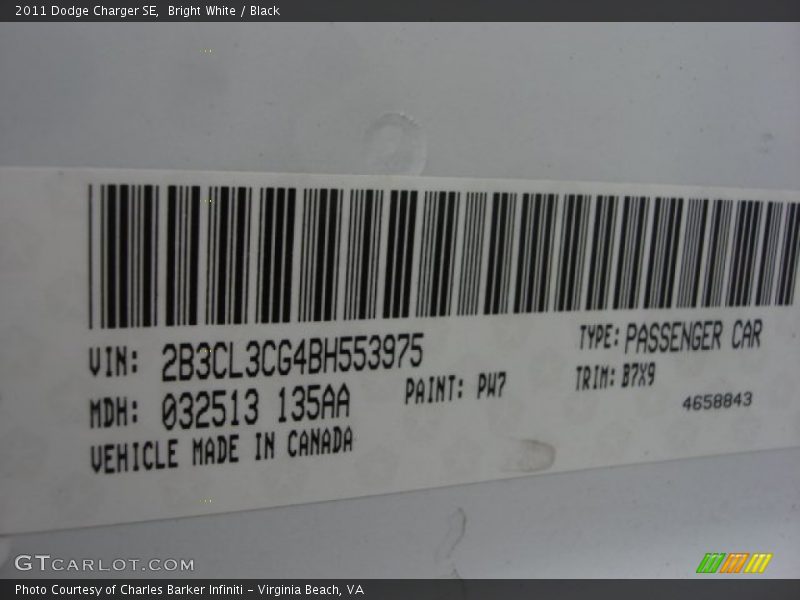 2011 Dodge Charger SE,  Bright White / Black
VIN: 2B3CL3CG4BH553975
TYPE: PASSENGER CAR
MDH: 032513 135AA
PAINT: PW7
TRIM: B7X9
4658843
VEHICLE MADE IN CANADA
GTCARLOT.COM
Photo Courtesy of Charles Barker Infiniti - Virginia Beach, VA